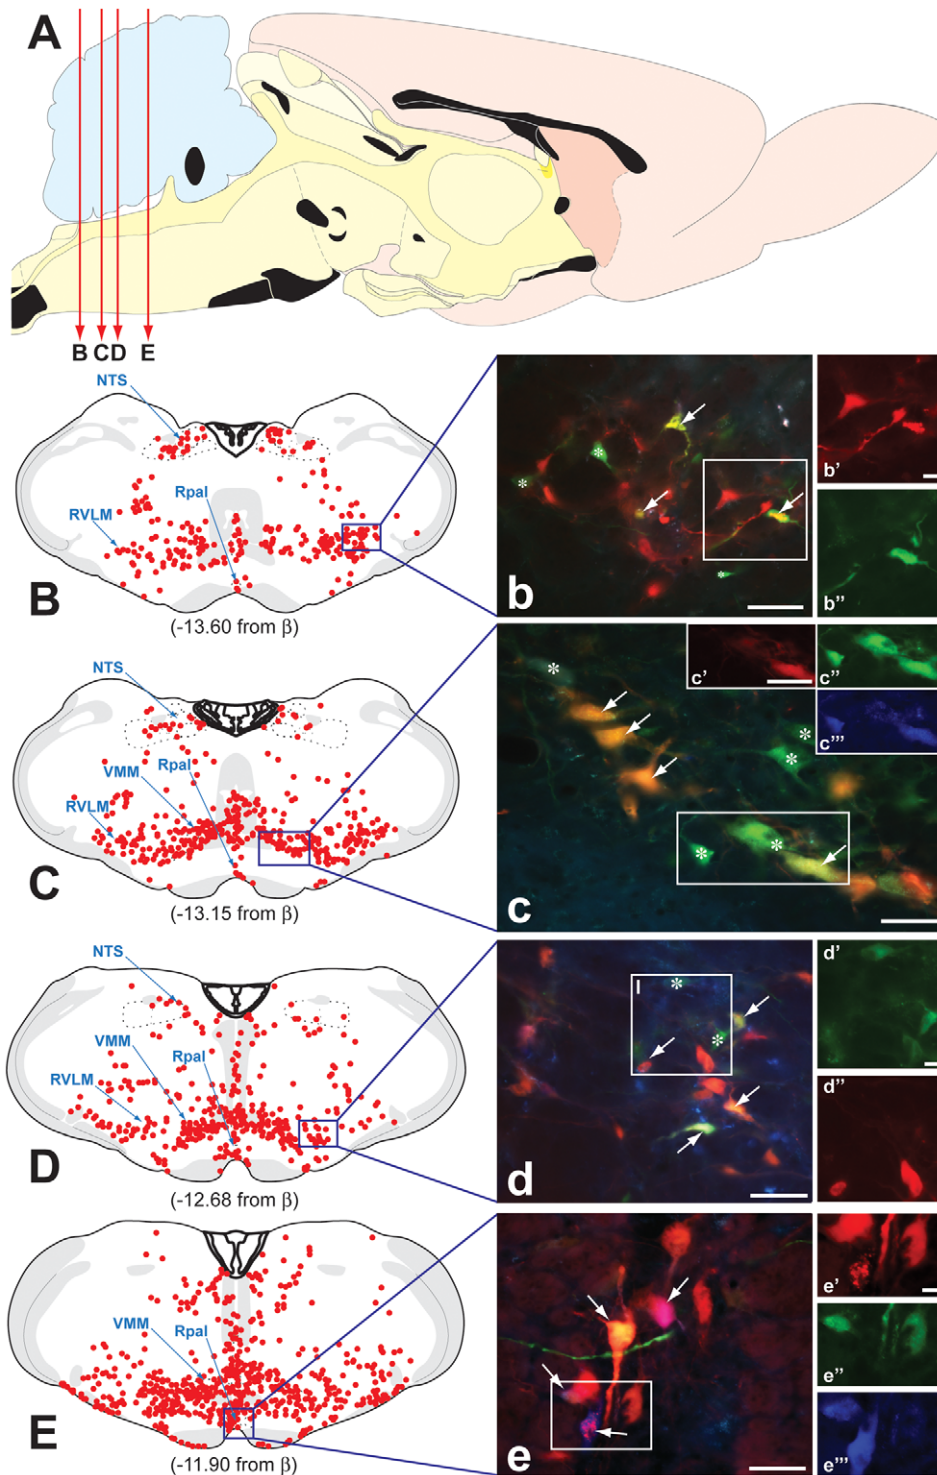 A
B C D E
NTS
Rpal
RVLM
B
(-13.60 from β)
b
b'
b''
NTS
Rpal
VMM
RVLM
C
(-13.15 from β)
c
c'
c''
c'''
NTS
VMM
Rpal
RVLM
D
(-12.68 from β)
d
d'
d''
VMM
Rpal
E
(-11.90 from β)
e
e'
e''
e'''